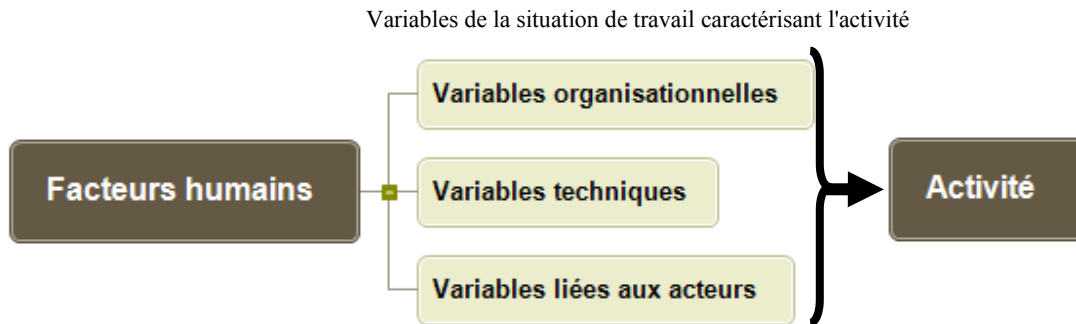 Variables de la situation de travail caractérisant l'activité
Variables organisationnelles
Facteurs humains
Variables techniques
Activité
Variables liées aux acteurs